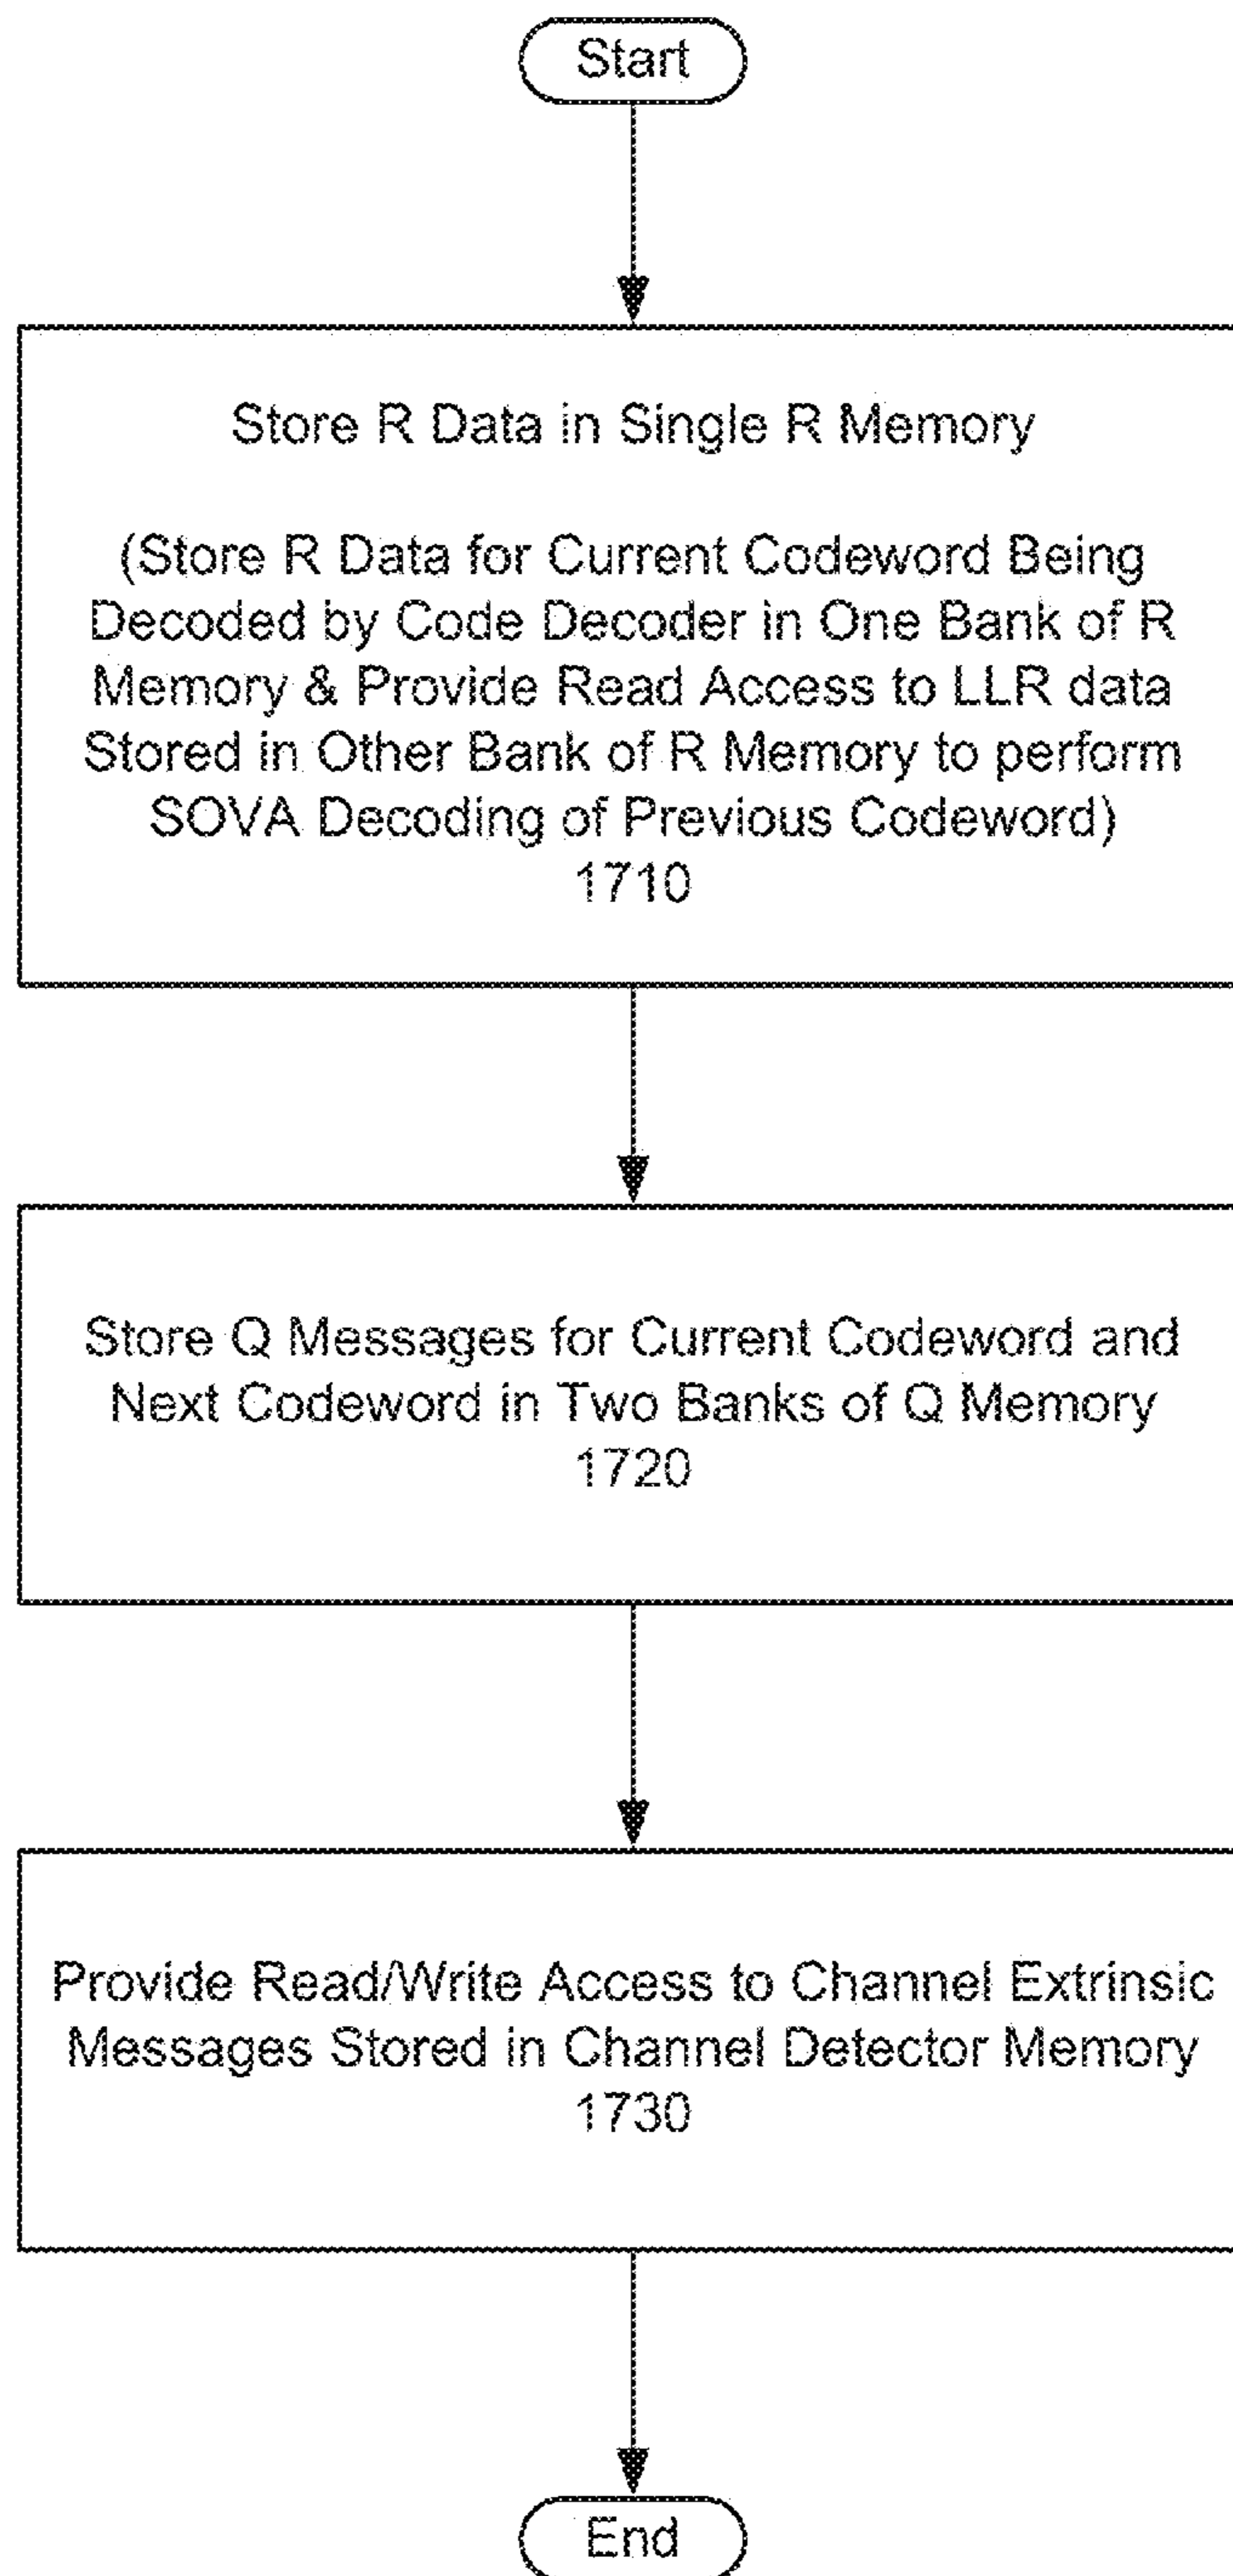 Start
Store R Data in Single R Memory
(Store R Data for Current Codeword Being
Decoded by Code Decoder in One Bank of R
Memory & Provide Read Access to LLR data
Stored in Other Bank of R Memory to perform
SOVA Decoding of Previous Codeword)
1710
Store Q Messages for Current Codeword and
Next Codeword in Two Banks of Q Memory
1720
Provide Read/Write Access to Channel Extrinsic
Messages Stored in Channel Detector Memory
1730
End